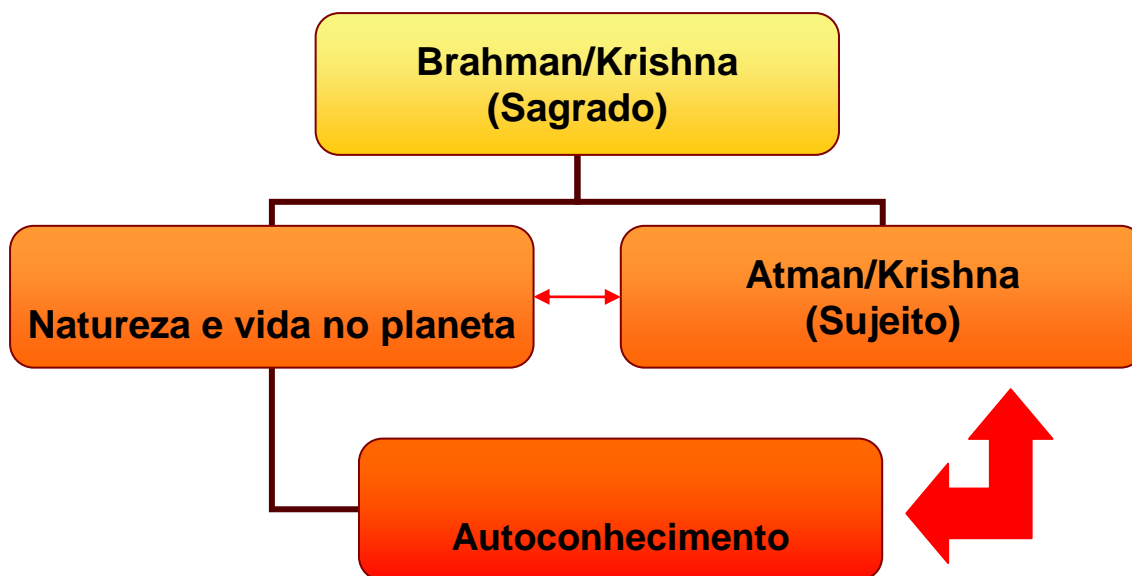 Brahman/Krishna
(Sagrado)
Natureza e vida no planeta
Atman/Krishna
(Sujeito)
Autoconhecimento